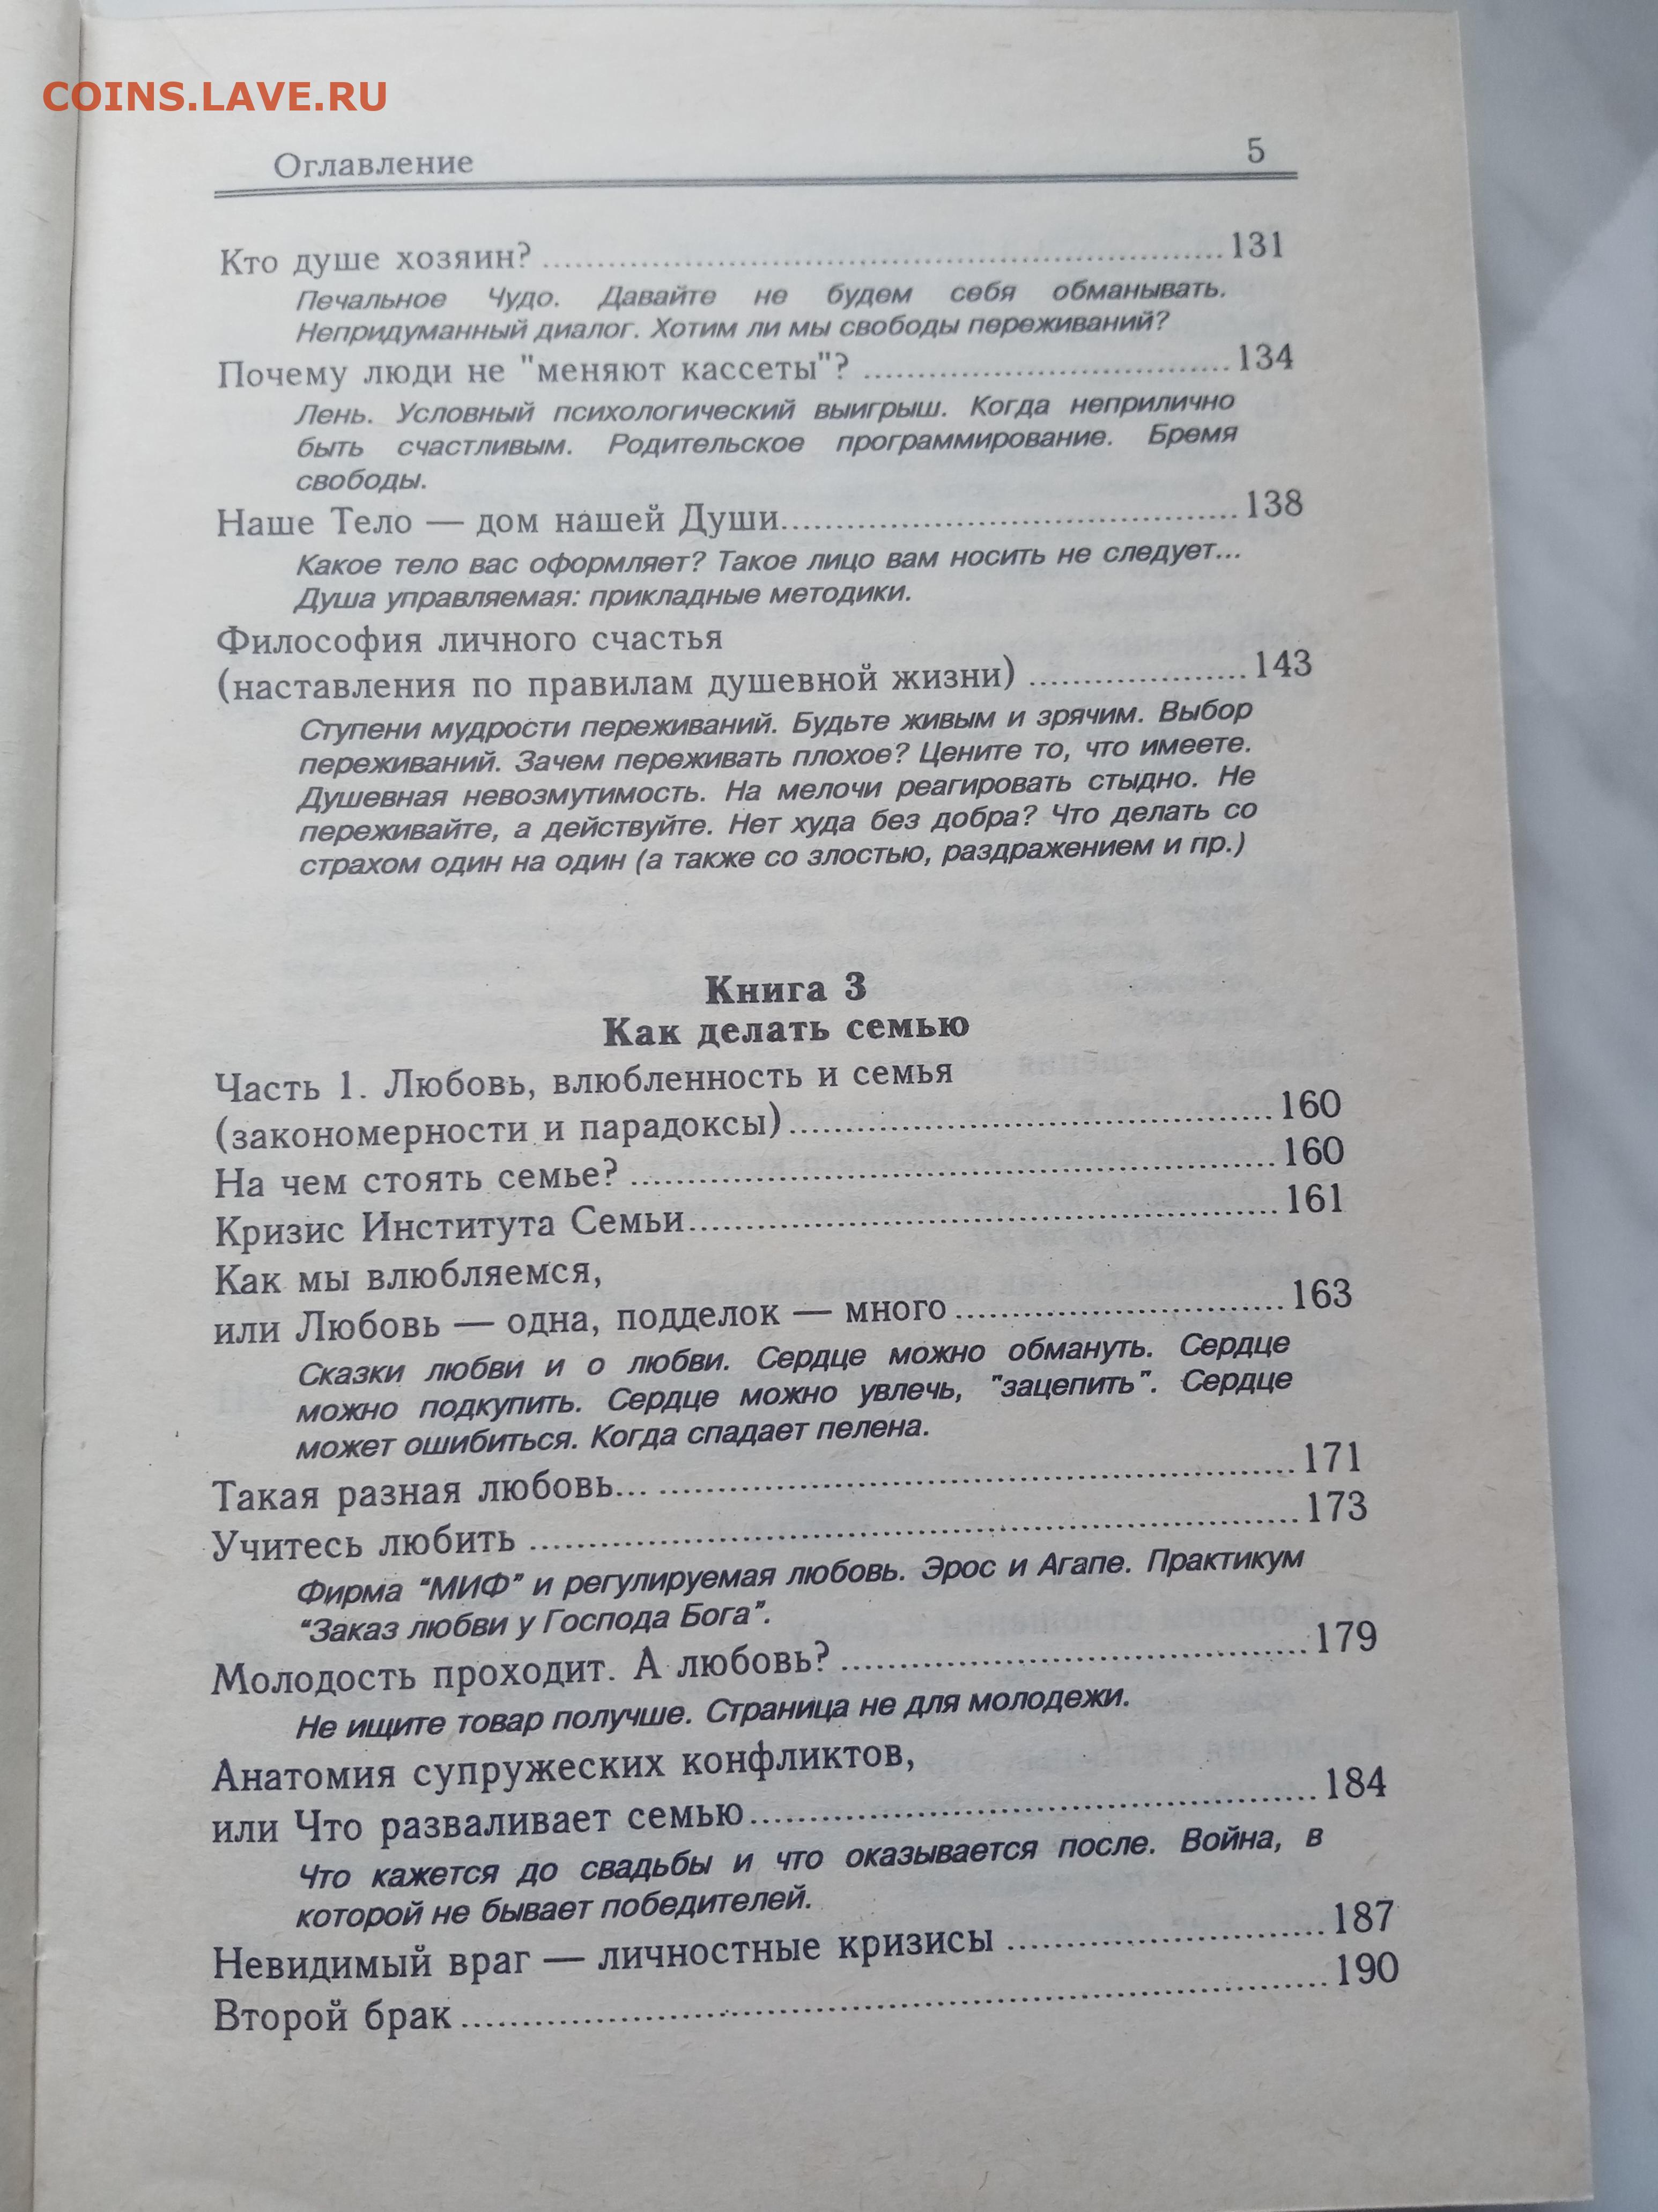 COINS.LAVE.RU
Оглавление 5
Кто душе хозяин? 131
Печальное Чудо. Давайте не будем себя обманывать.
Непридуманный диалог. Хотим ли мы свободы переживаний?
Почему люди не "меняют кассеты"? 134
Лень. Условный психологический выигрыш. Когда неприлично
быть счастливым. Родительское программирование. Бремя
свободы.
Наше Тело — дом нашей Души 138
Какое тело вас оформляет? Такое лицо вам носить не следует...
Душа управляемая: прикладные методики.
Философия личного счастья
(наставления по правилам душевной жизни) 143
Ступени мудрости переживаний. Будьте живым и зрячим. Выбор
переживаний. Зачем переживать плохое? Цените то, что имеете.
Душевная невозмутимость. На мелочи реагировать стыдно. Не
переживайте, а действуйте. Нет худа без добра? Что делать со
страхом один на один (а также со злостью, раздражением и пр.)
Книга 3
Как делать семью
Часть 1. Любовь, влюбленность и семья
(закономерности и парадоксы) 160
На чем стоять семье? 160
Кризис Института Семьи 161
Как мы влюбляемся,
или Любовь — одна, подделок — много 163
Сказки любви и о любви. Сердце можно обмануть. Сердце
можно подкупить. Сердце можно увлечь, "зацепить". Сердце
может ошибиться. Когда спадает пелена.
Такая разная любовь... 171
Учитесь любить 173
Фирма “МИФ” и регулируемая любовь. Эрос и Агапе. Практикум
“Заказ любви у Господа Бога”.
Молодость проходит. А любовь? 179
Не ищите товар получше. Страница не для молодежи.
Анатомия супружеских конфликтов,
или Что разваливает семью 184
Что кажется до свадьбы и что оказывается после. Война, в
которой не бывает победителей.
Невидимый враг — личностные кризисы 187
Второй брак 190